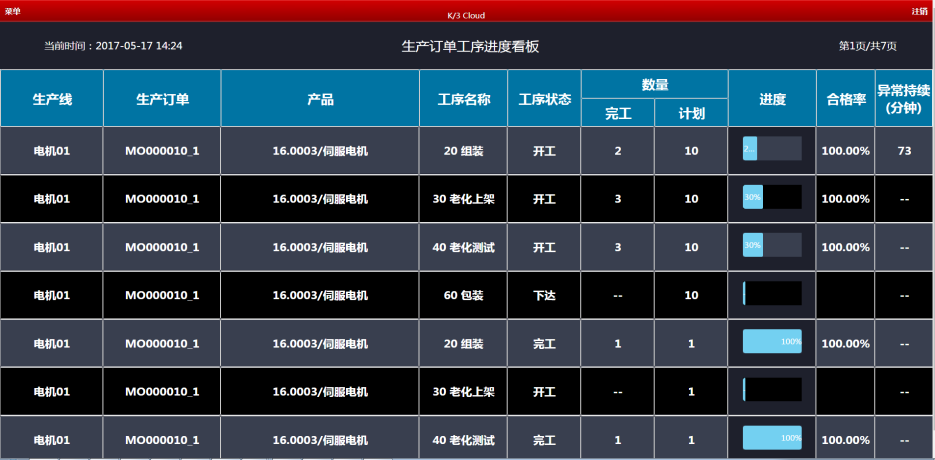 菜单 K/3 Cloud 注销
当前时间：2017-05-17 14:24 生产订单工序进度看板 第1页/共7页
生产线 生产订单 产品 工序名称 工序状态 数量 进度 合格率 异常持续
(分钟)
完工 计划
电机01 MO000010_1 16.0003/伺服电机 20 组装 开工 2 10 2... 100.00% 73
电机01 MO000010_1 16.0003/伺服电机 30 老化上架 开工 3 10 30% 100.00% --
电机01 MO000010_1 16.0003/伺服电机 40 老化测试 开工 3 10 30% 100.00% --
电机01 MO000010_1 16.0003/伺服电机 60 包装 下达 -- 10 --
电机01 MO000010_1 16.0003/伺服电机 20 组装 完工 1 1 100% 100.00% --
电机01 MO000010_1 16.0003/伺服电机 30 老化上架 开工 -- 1 --
电机01 MO000010_1 16.0003/伺服电机 40 老化测试 完工 1 1 100% 100.00% --